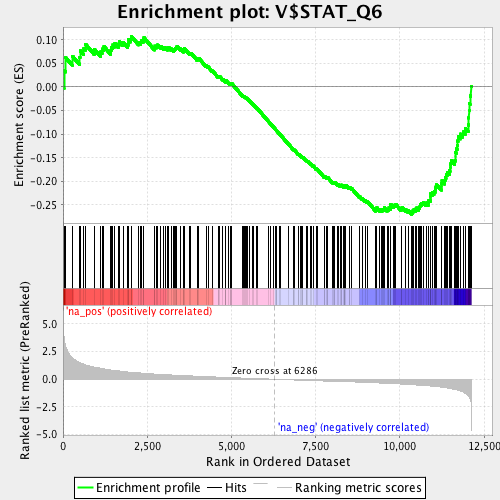 Enrichment plot: V$STAT_Q6
Enrichment score (ES)
0.10
0.05
0.00
-0.05
-0.10
-0.15
-0.20
-0.25
Ranked list metric (PreRanked)
'na_pos' (positively correlated)
5.0
2.5
0.0
-2.5
-5.0
Zero cross at 6286
'na_neg' (negatively correlated)
0
2,500
5,000
7,500
10,000
12,500
Rank in Ordered Dataset
Enrichment profile
Hits
Ranking metric scores